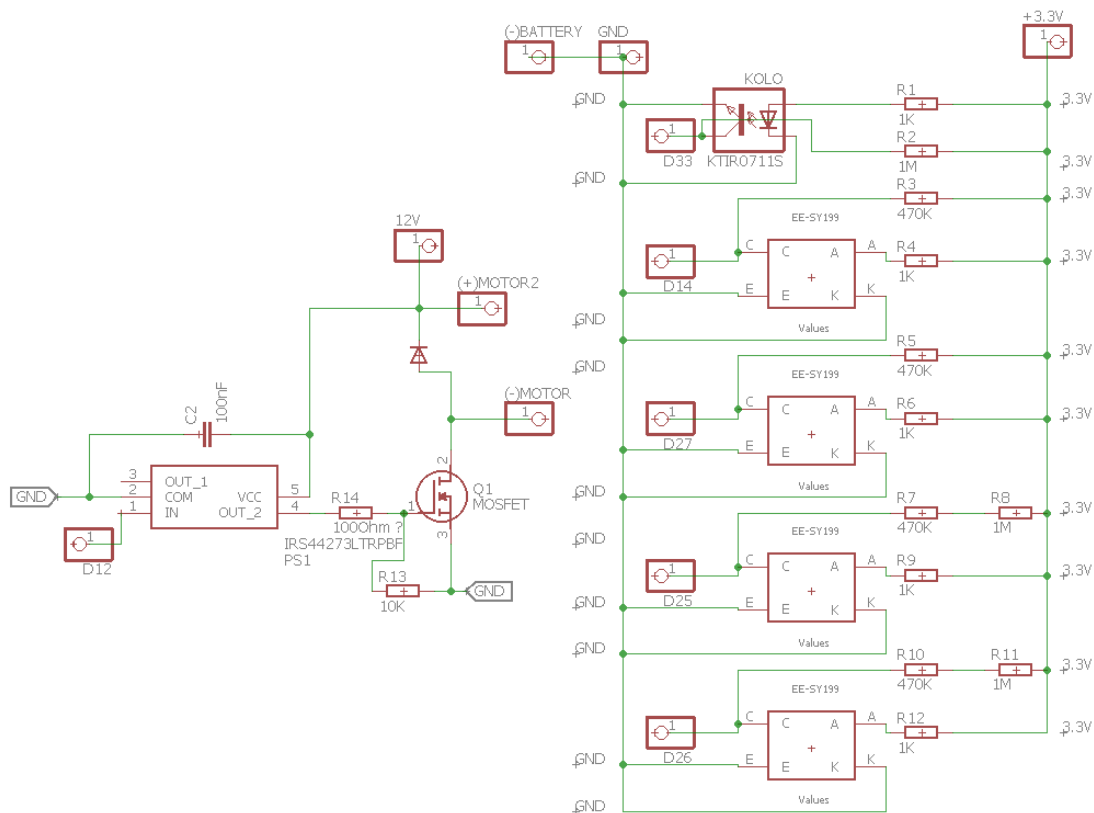 (-)BATTERY
1
GND
1
+3.3V
1
KOLO
GND
R1
1K
3.3V
1
D33
KTIR0711S
R2
1M
3.3V
GND
R3
470K
3.3V
EE-SY199
1
D14
C
C
A
A
R4
1K
3.3V
E
E
K
K
GND
Values
GND
R5
470K
3.3V
EE-SY199
1
D27
C
C
A
A
R6
1K
3.3V
E
E
K
K
GND
Values
GND
R7
470K
R8
1M
3.3V
EE-SY199
1
D25
C
C
A
A
R9
1K
3.3V
E
E
K
K
GND
Values
GND
R10
470K
R11
1M
3.3V
EE-SY199
1
D26
C
C
A
A
R12
1K
3.3V
E
E
K
K
GND
Values
GND
12V
1
(+)MOTOR2
1
(-)MOTOR
1
C2
100nF
GND
3
2
1
OUT_1
COM
IN
VCC
OUT_2
5
4
1
D12
R14
100Ohm ?
IRS44273LTRPBF
PS1
2
1
3
Q1
MOSFET
R13
10K
GND